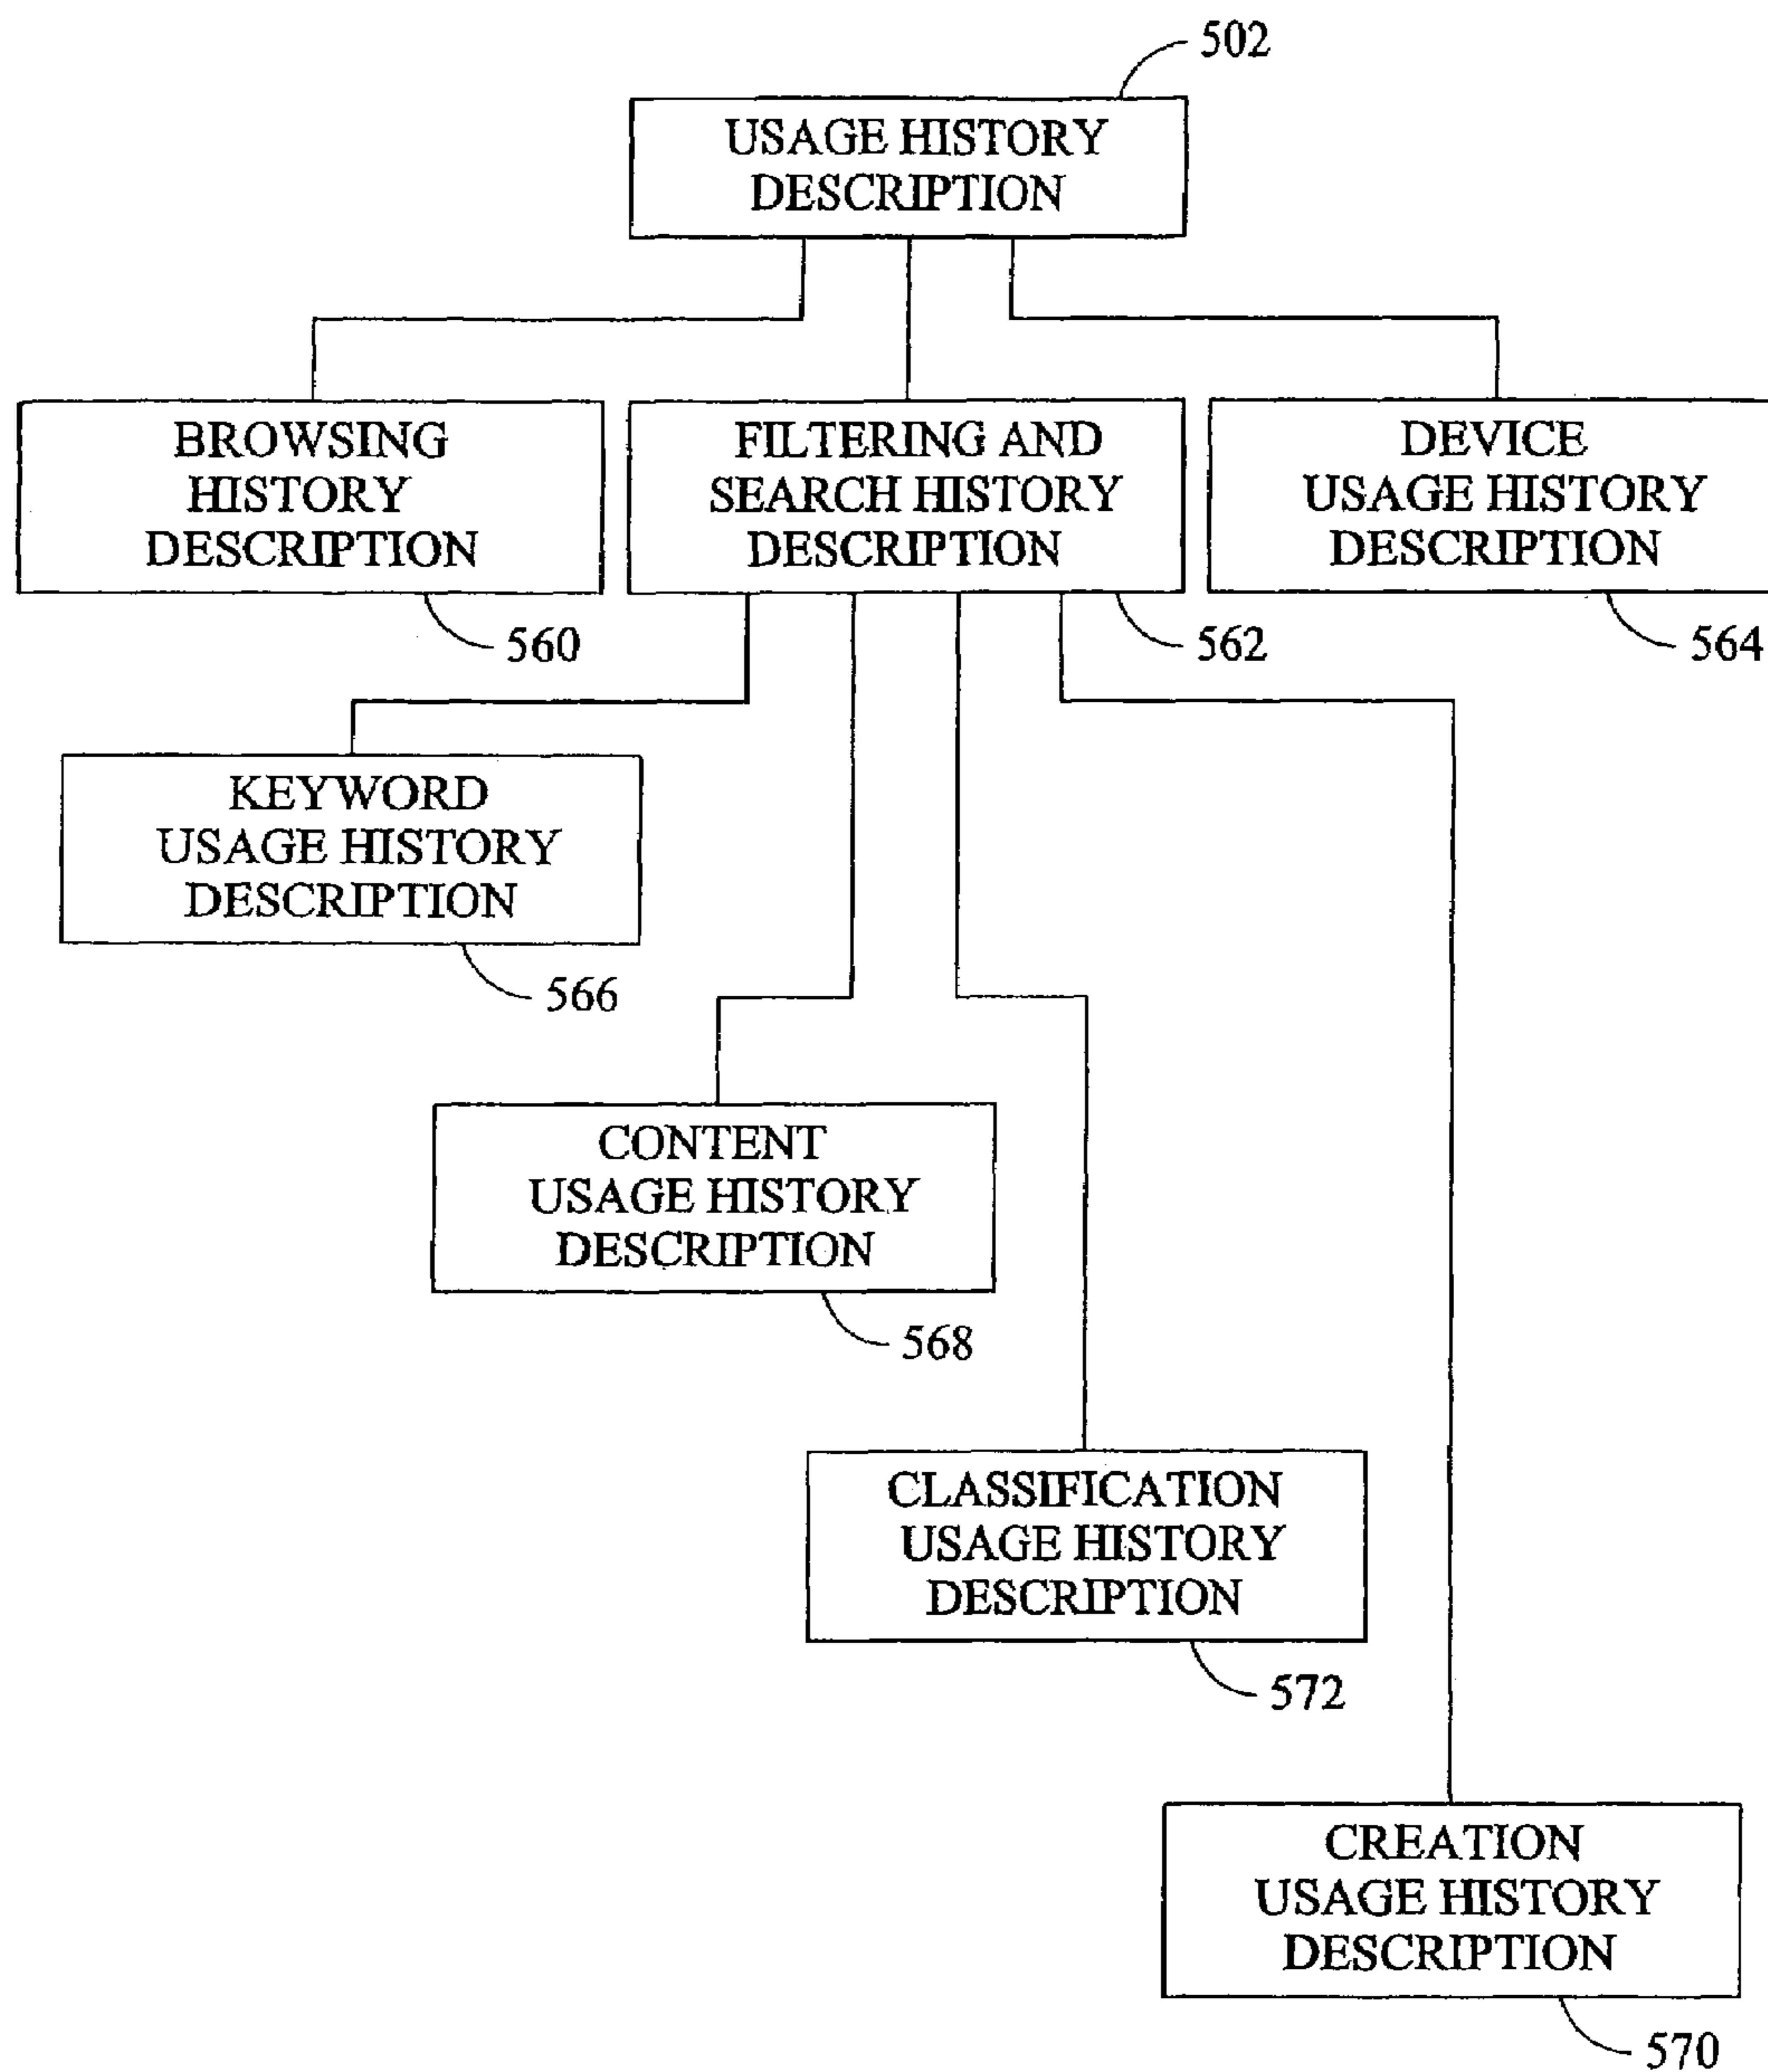 502
USAGE HISTORY
DESCRIPTION
BROWSING
HISTORY
DESCRIPTION
560
FILTERING AND
SEARCH HISTORY
DESCRIPTION
562
DEVICE
USAGE HISTORY
DESCRIPTION
564
KEYWORD
USAGE HISTORY
DESCRIPTION
566
CONTENT
USAGE HISTORY
DESCRIPTION
568
CLASSIFICATION
USAGE HISTORY
DESCRIPTION
572
CREATION
USAGE HISTORY
DESCRIPTION
570